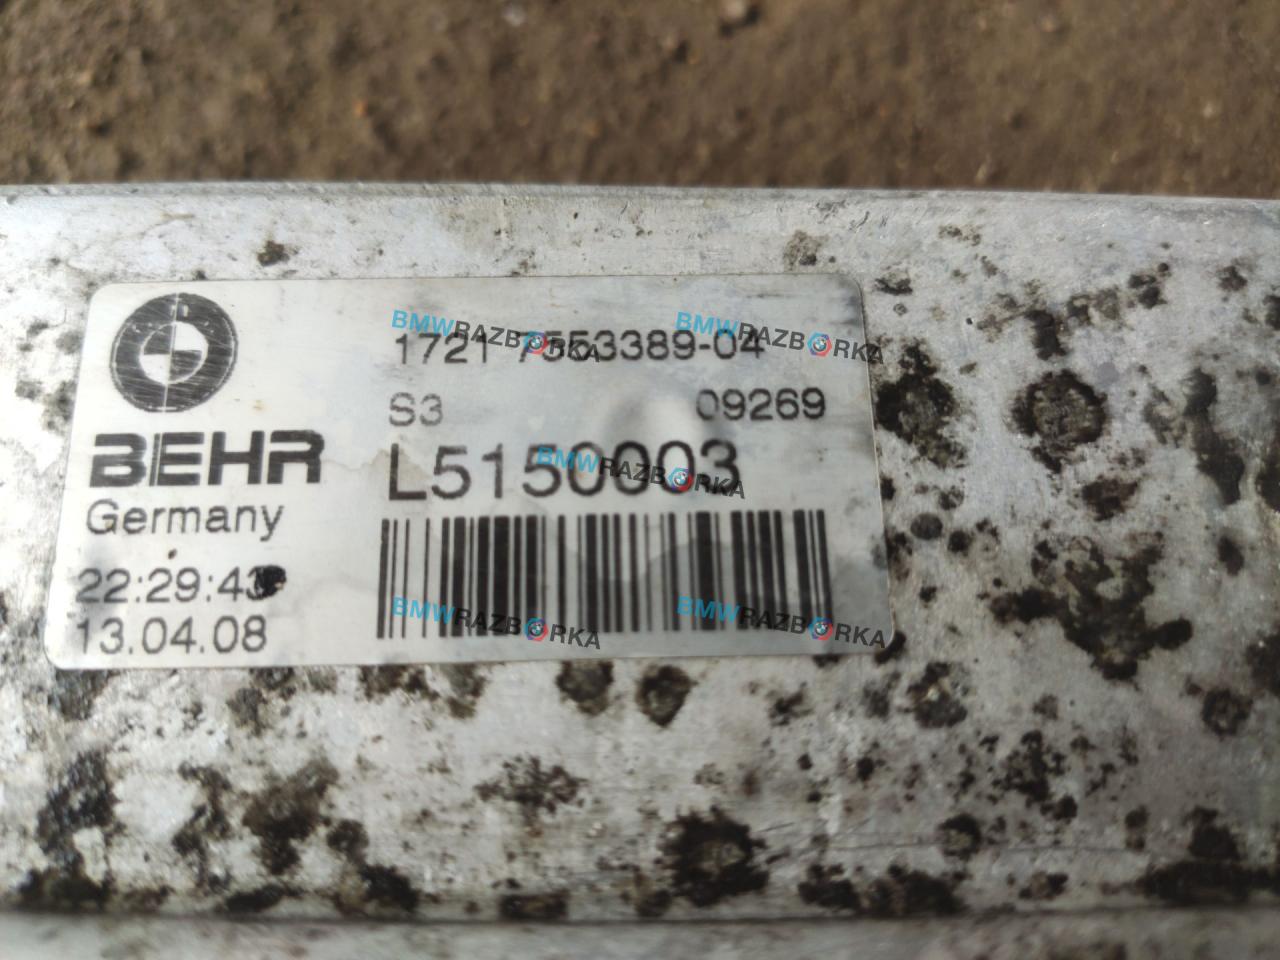 1721 7553389-04
S3 09269
BEHR
L5150003
Germany
22:29:43
13.04.08
BMWRAZBORKA
BMWRAZBORKA
BMWRAZBORKA
BMWRAZBORKA
BMWRAZBORKA